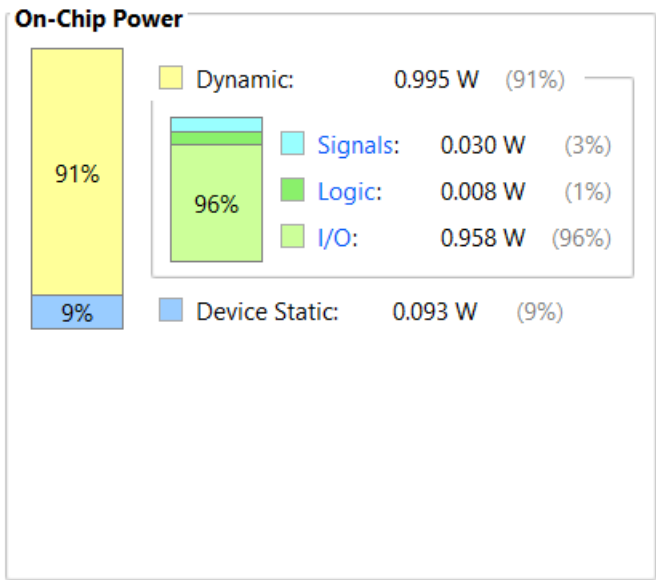 On-Chip Power
Dynamic: 0.995 W (91%)
Signals: 0.030 W (3%)
91%
Logic: 0.008 W (1%)
96%
I/O: 0.958 W (96%)
9%
Device Static: 0.093 W (9%)